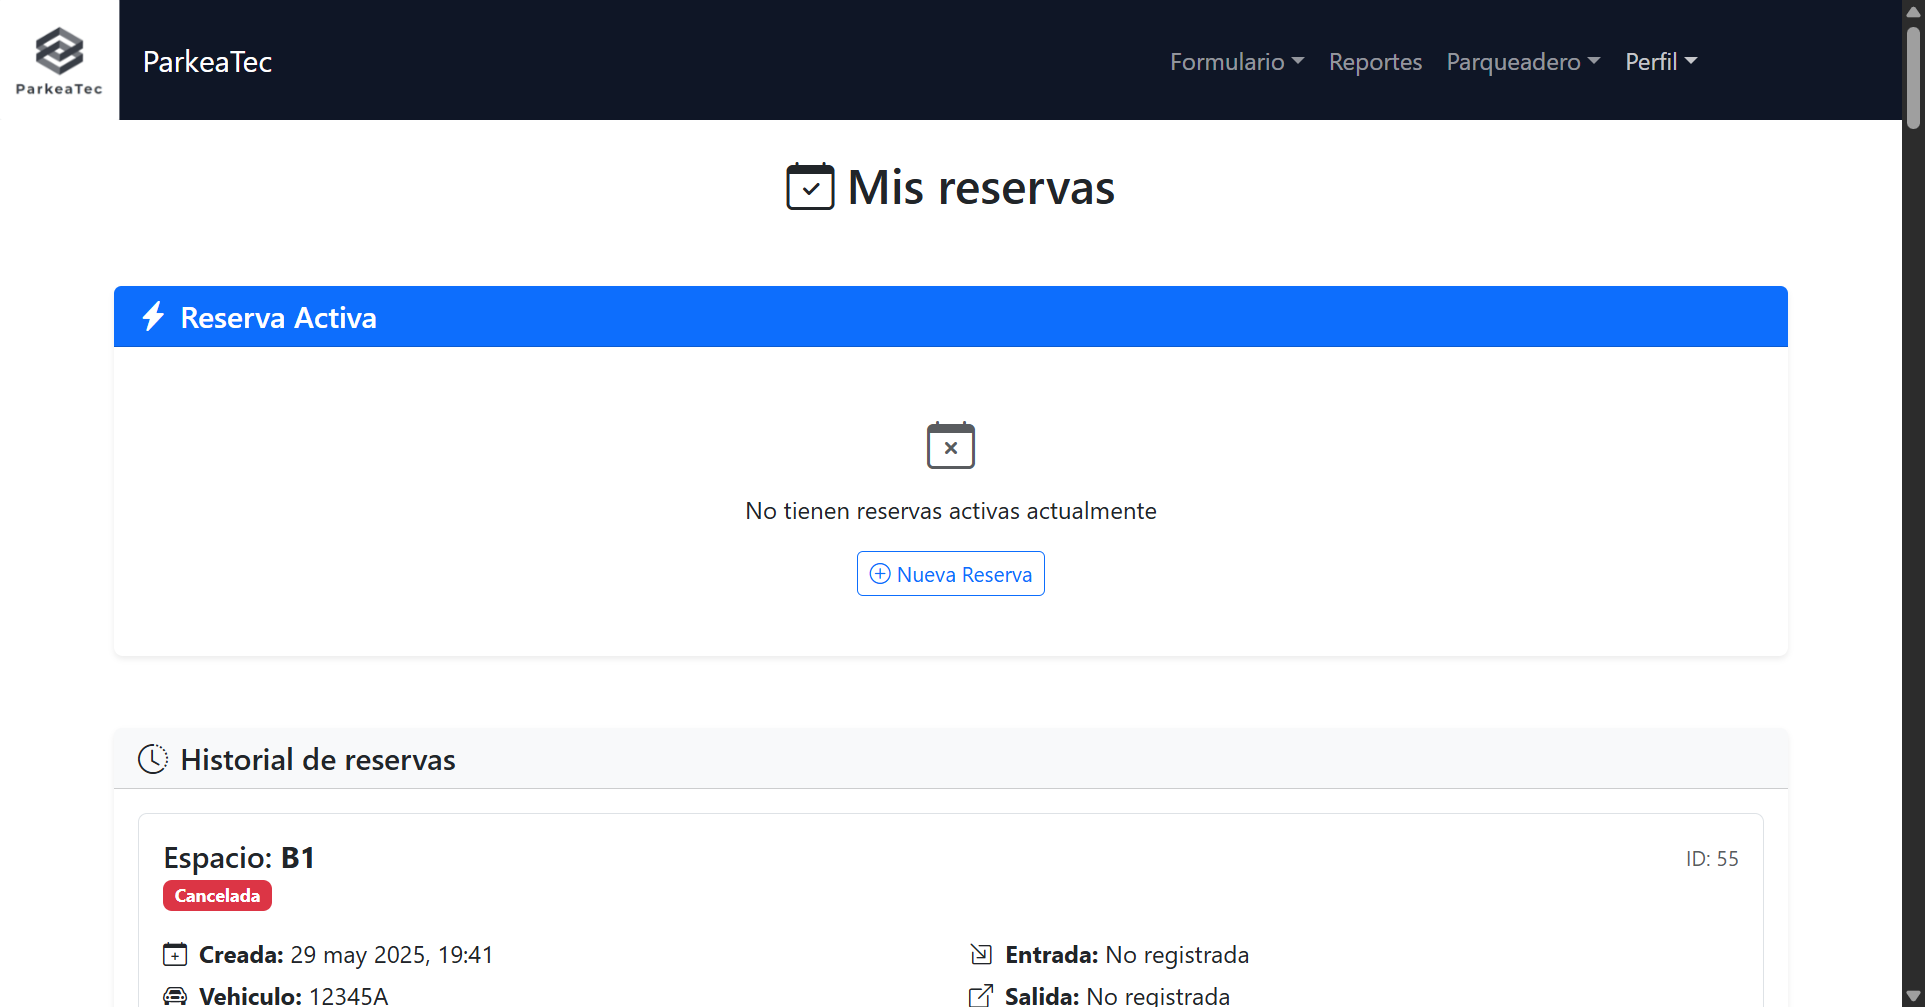 ParkeaTec
ParkeaTec
Formulario
Reportes
Parqueadero
Perfil
Mis reservas
Reserva Activa
No tienen reservas activas actualmente
Nueva Reserva
Historial de reservas
Espacio: B1
ID: 55
Cancelada
Creada: 29 may 2025, 19:41
Entrada: No registrada
Vehiculo: 12345A
Salida: No registrada